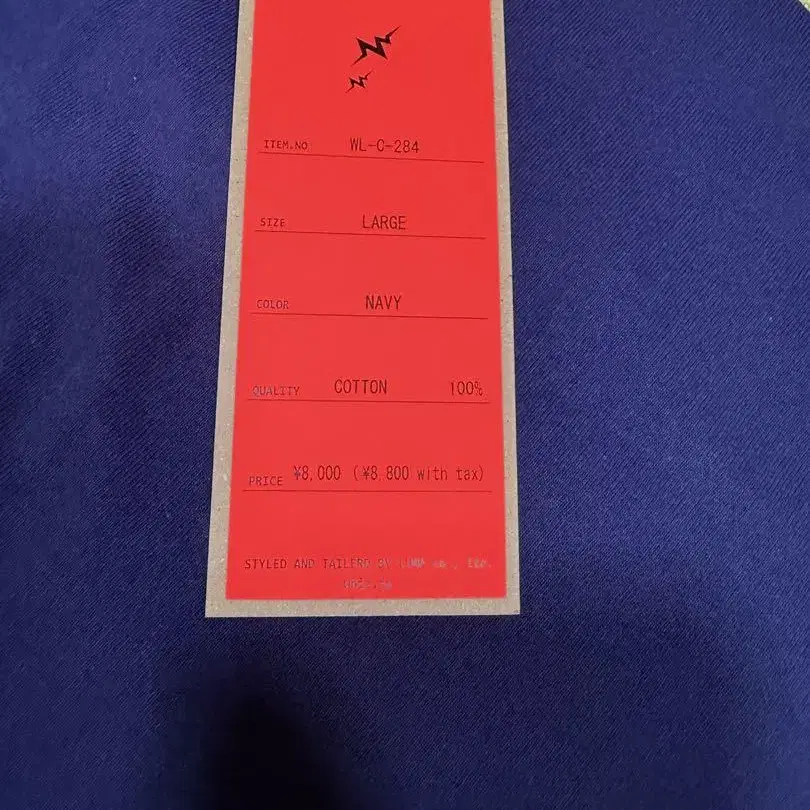 ITEM.NO WL-C-284
SIZE LARGE
COLOR NAVY
QUALITY COTTON 100%
PRICE ¥8,000 (¥8,800 with tax)
STYLED AND TAILERD BY